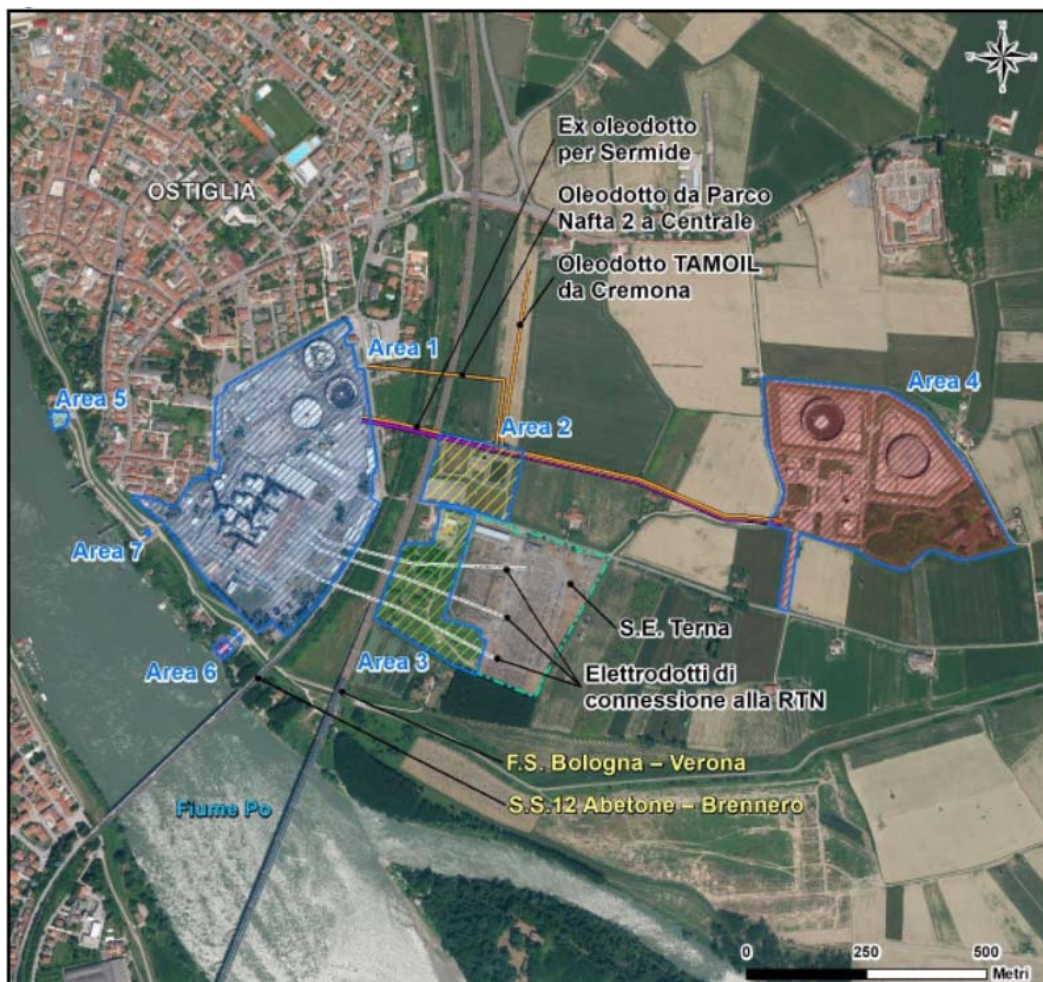 Ex oleodotto
per Sermide
OSTIGLIA
Oleodotto da Parco
Nafta 2 a Centrale
Oleodotto TAMOIL
da Cremona
Area 1
Area 4
Area 5
Area 2
Area 7
S.E. Terna
Area 3
Area 6
Elettrodotti di
connessione alla RTN
F.S. Bologna – Verona
S.S.12 Abetone – Brennero
Fiume Po
0 250 500
Metri